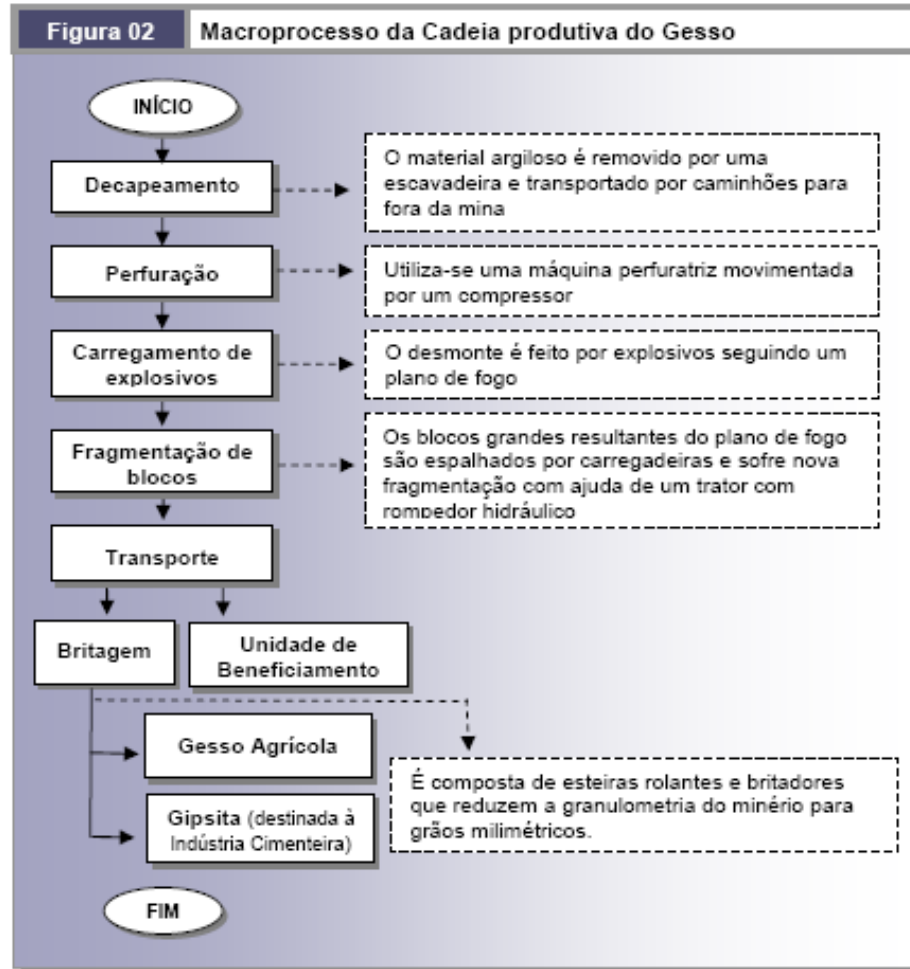 Figura 02
Macroprocesso da Cadeia produtiva do Gesso
INÍCIO
Decapeamento
O material argiloso é removido por uma
escavadeira e transportado por caminhões para
fora da mina
Perfuração
Utiliza-se uma máquina perfuratriz movimentada
por um compressor
Carregamento de
explosivos
O desmonte é feito por explosivos seguindo um
plano de fogo
Fragmentação de
blocos
Os blocos grandes resultantes do plano de fogo
são espalhados por carregadeiras e sofre nova
fragmentação com ajuda de um trator com
rompedor hidráulico
Transporte
Britagem
Unidade de
Beneficiamento
Gesso Agrícola
É composta de esteiras rolantes e britadores
que reduzem a granulometria do minério para
grãos milimétricos.
Gipsita (destinada à
Indústria Cimenteira)
FIM